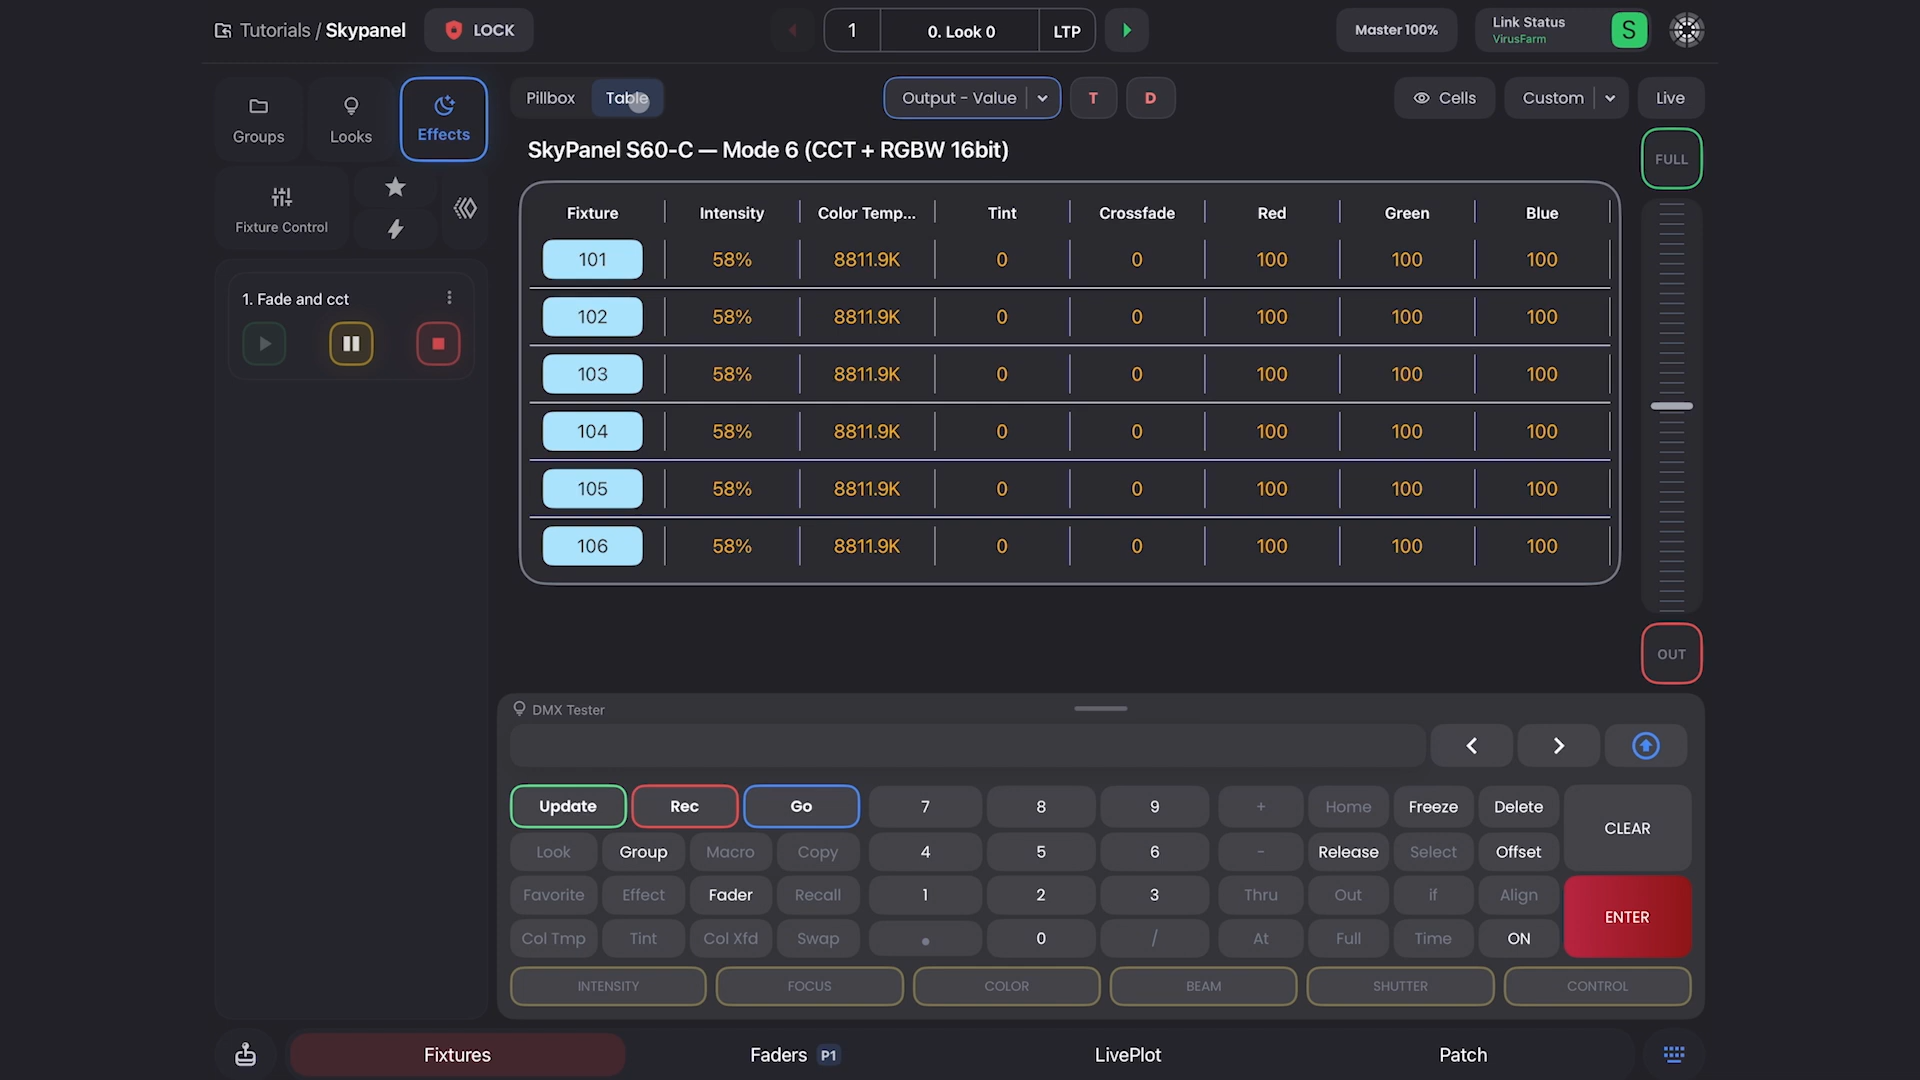 Tutorials / Skypanel
LOCK
1
0. Look 0
LTP
Master 100%
Link Status
VirusFarm
S
Groups
Looks
Effects
Pillbox
Table
Output - Value
T
D
Cells
Custom
Live
Fixture Control
SkyPanel S60-C — Mode 6 (CCT + RGBW 16bit)
FULL
Fixture Intensity Color Temp... Tint Crossfade Red Green Blue
101 58% 8811.9K 0 0 100 100 100
102 58% 8811.9K 0 0 100 100 100
103 58% 8811.9K 0 0 100 100 100
104 58% 8811.9K 0 0 100 100 100
105 58% 8811.9K 0 0 100 100 100
106 58% 8811.9K 0 0 100 100 100
1. Fade and cct
OUT
DMX Tester
Update Rec Go 7 8 9 + Home Freeze Delete
CLEAR
Look Group Macro Copy 4 5 6 - Release Select Offset
Favorite Effect Fader Recall 1 2 3 Thru Out if Align
ENTER
Col Tmp Tint Col Xfd Swap . 0 / At Full Time ON
INTENSITY FOCUS COLOR BEAM SHUTTER CONTROL
Fixtures
Faders P1
LivePlot
Patch